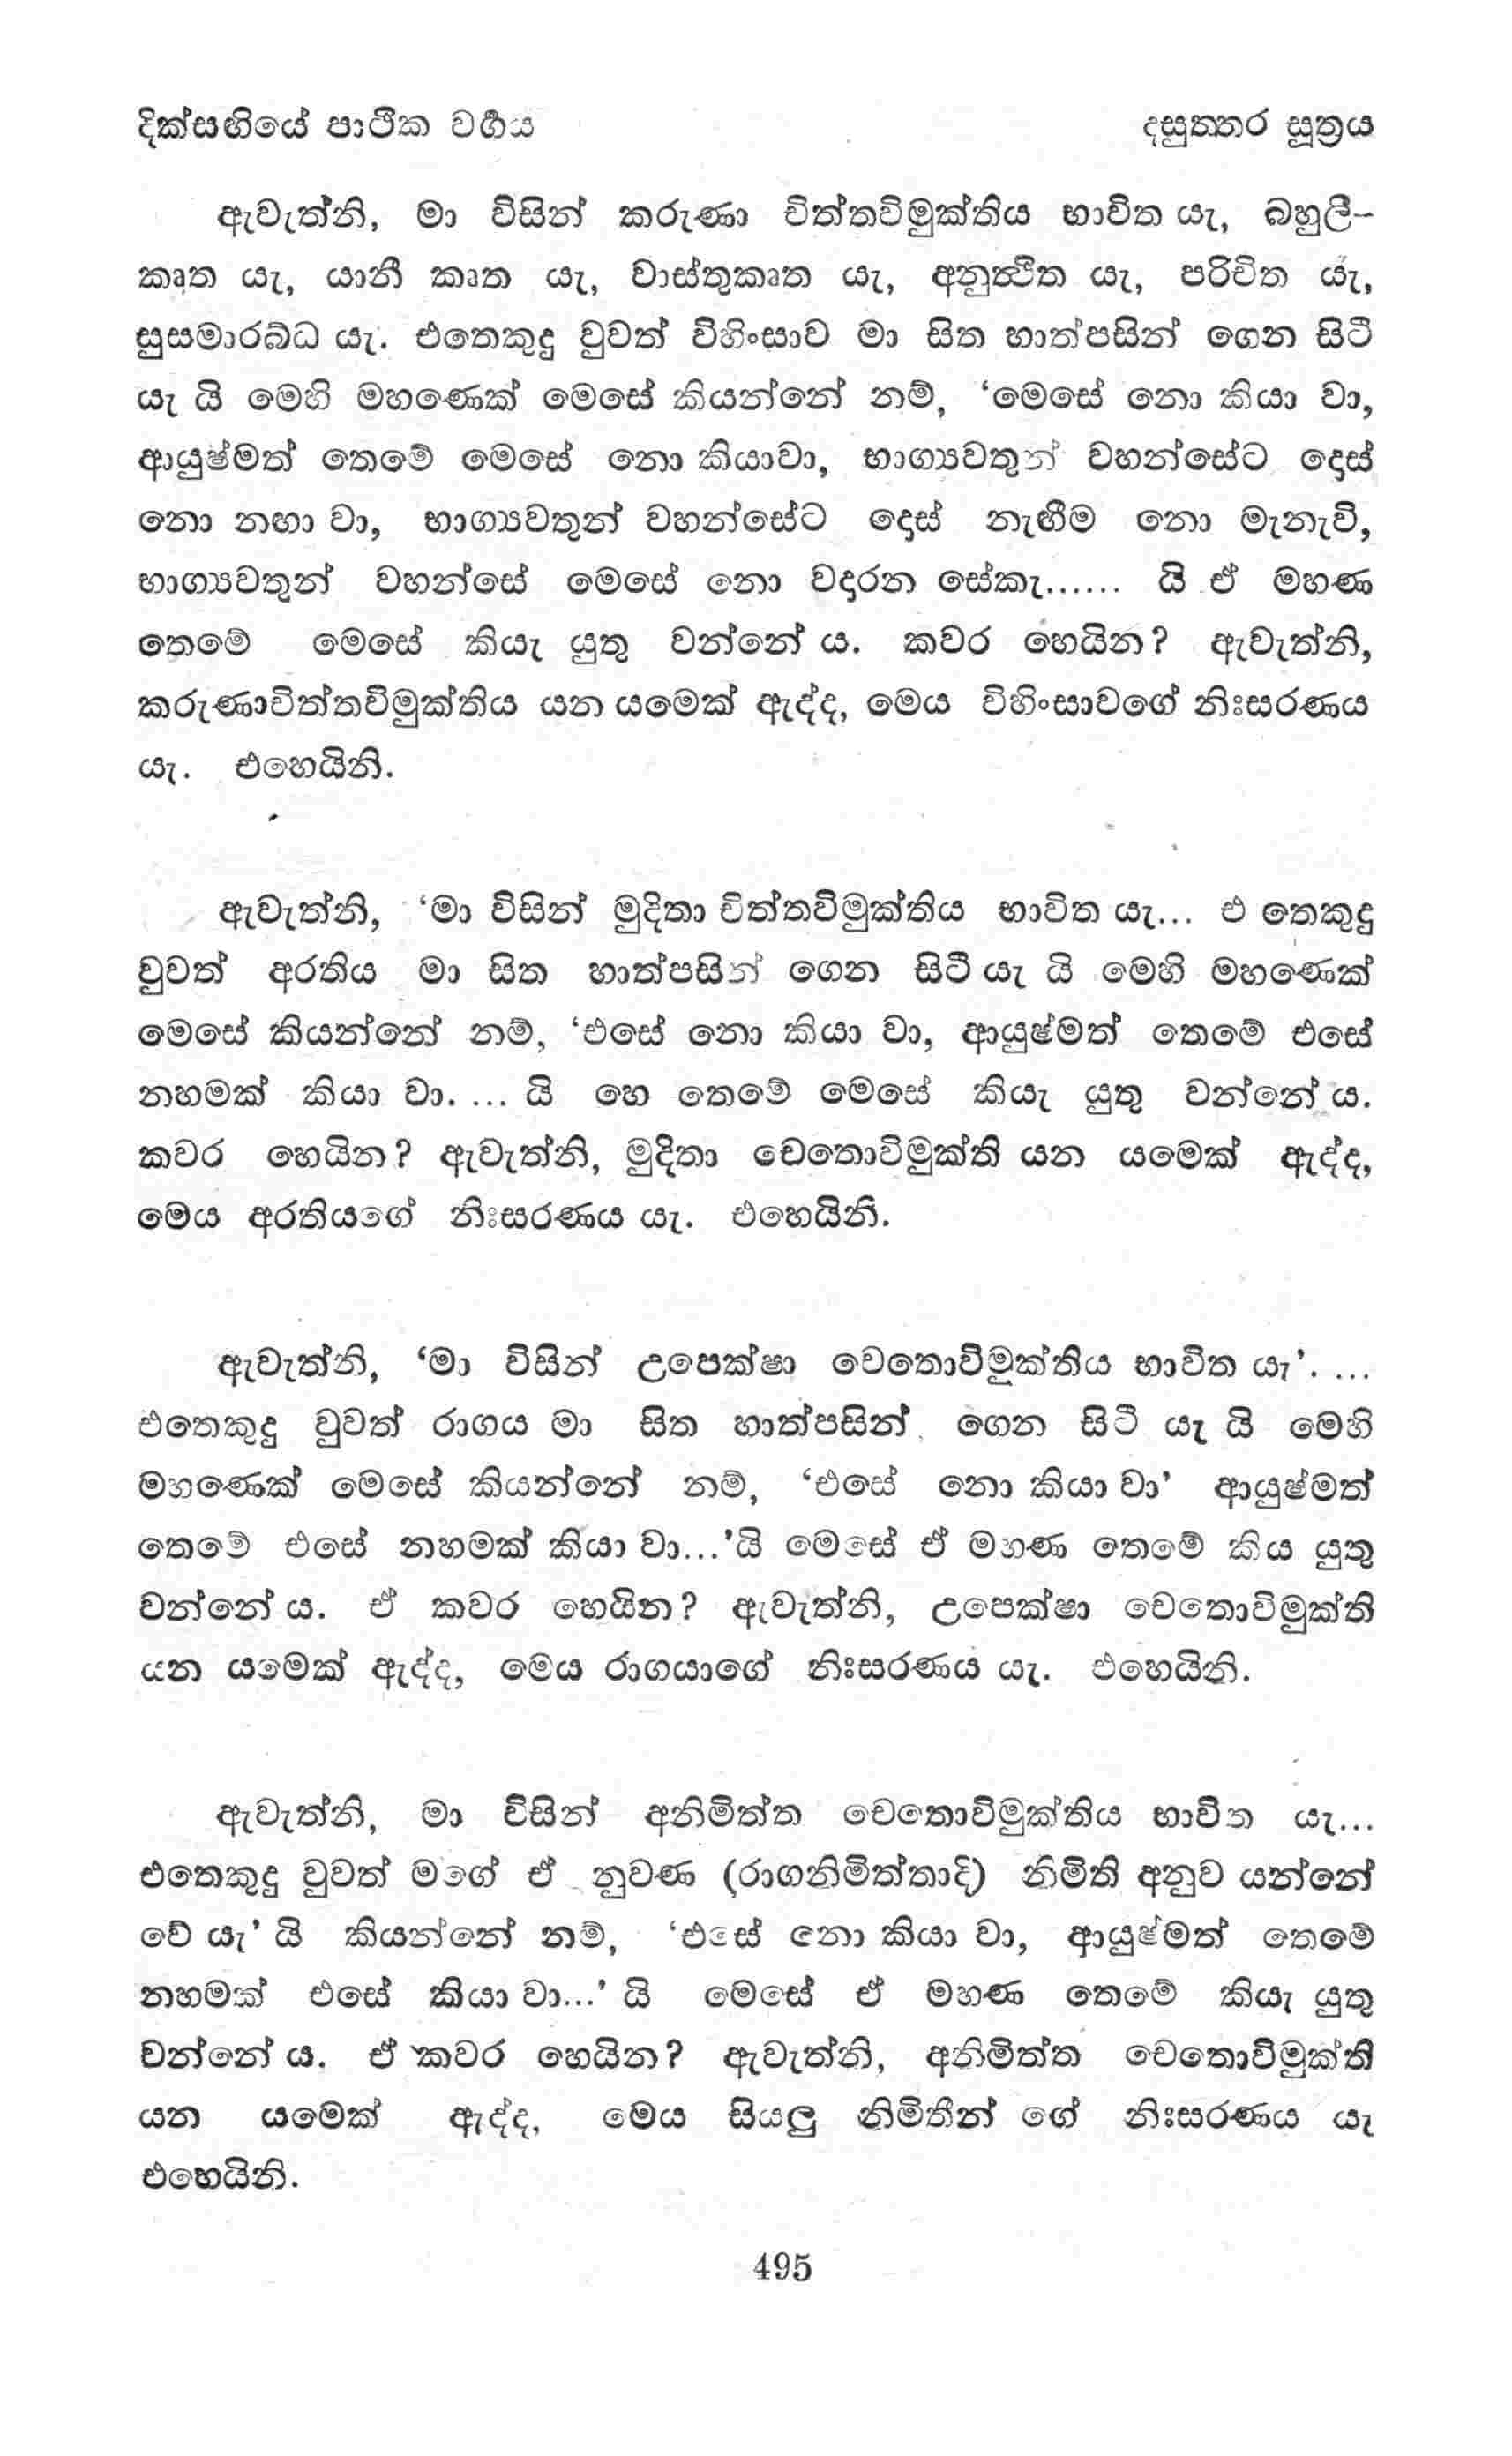 දික්සඟියේ පාථික වර්‍ගය
දසුත්තර සූත්‍රය
ඇවැත්නි, මා විසින් කරුණා චිත්තවිමුක්තිය භාවිත යැ, බහුලී-
කෘත යැ, යානී කෘත යැ, වාස්තුකෘත යැ, අනුත්ථිත යැ, පරිචිත යැ,
සුසමාරබ්ධ යැ. එතෙකුදු වුවත් විහිංසාව මා සිත හාත්පසින් ගෙන සිටී
යැ යි මෙහි මහණෙක් මෙසේ කියන්නේ නම්, ‘මෙසේ නො කියා වා,
ආයුෂ්මත් තෙමේ මෙසේ නො කියාවා, භාග්‍යවතුන් වහන්සේට දොස්
නො නඟා වා, භාග්‍යවතුන් වහන්සේට දොස් නැඟීම නො මැනැවි,
භාග්‍යවතුන් වහන්සේ මෙසේ නො වදාරන සේකැ...... යි ඒ මහණ
තෙමේ මෙසේ කියැ යුතු වන්නේ ය. කවර හෙයින? ඇවැත්නි,
කරුණාචිත්තවිමුක්තිය යන යමෙක් ඇද්ද, මෙය විහිංසාවගේ නිඃසරණය
යැ. එහෙයිනි.
ඇවැත්නි, ‘මා විසින් මුදිතා චිත්තවිමුක්තිය භාවිත යැ... එ තෙකුදු
වුවත් අරතිය මා සිත හාත්පසින් ගෙන සිටී යැ යි මෙහි මහණෙක්
මෙසේ කියන්නේ නම්, ‘එසේ නො කියා වා, ආයුෂ්මත් තෙමේ එසේ
නහමක් කියා වා. ... යි හෙ තෙමේ මෙසේ කියැ යුතු වන්නේ ය.
කවර හෙයින? ඇවැත්නි, මුදිතා චෙතොවිමුක්ති යන යමෙක් ඇද්ද,
මෙය අරතියගේ නිඃසරණය යැ. එහෙයිනි.
ඇවැත්නි, ‘මා විසින් උපෙක්ෂා චෙතොවිමුක්තිය භාවිත යැ’. ...
එතෙකුදු වුවත් රාගය මා සිත හාත්පසින් ගෙන සිටී යැ යි මෙහි
මහණෙක් මෙසේ කියන්නේ නම්, ‘එසේ නො කියා වා’ ආයුෂ්මත්
තෙමේ එසේ නහමක් කියා වා...’යි මෙසේ ඒ මහණ තෙමේ කිය යුතු
වන්නේ ය. ඒ කවර හෙයින? ඇවැත්නි, උපෙක්ෂා චෙතොවිමුක්ති
යන යමෙක් ඇද්ද, මෙය රාගයාගේ නිඃසරණය යැ. එහෙයිනි.
ඇවැත්නි, මා විසින් අනිමිත්ත චෙතොවිමුක්තිය භාවිත යැ...
එතෙකුදු වුවත් මගේ ඒ නුවණ (රාගනිමිත්තාදි) නිමිති අනුව යන්නේ
වේ යැ’ යි කියන්නේ නම්, ‘එසේ නො කියා වා, ආයුෂ්මත් තෙමේ
නහමක් එසේ කියා වා...’ යි මෙසේ ඒ මහණ තෙමේ කියැ යුතු
වන්නේ ය. ඒ කවර හෙයින? ඇවැත්නි, අනිමිත්ත චෙතොවිමුක්ති
යන යමෙක් ඇද්ද, මෙය සියලු නිමිතීන් ගේ නිඃසරණය යැ
එහෙයිනි.
495